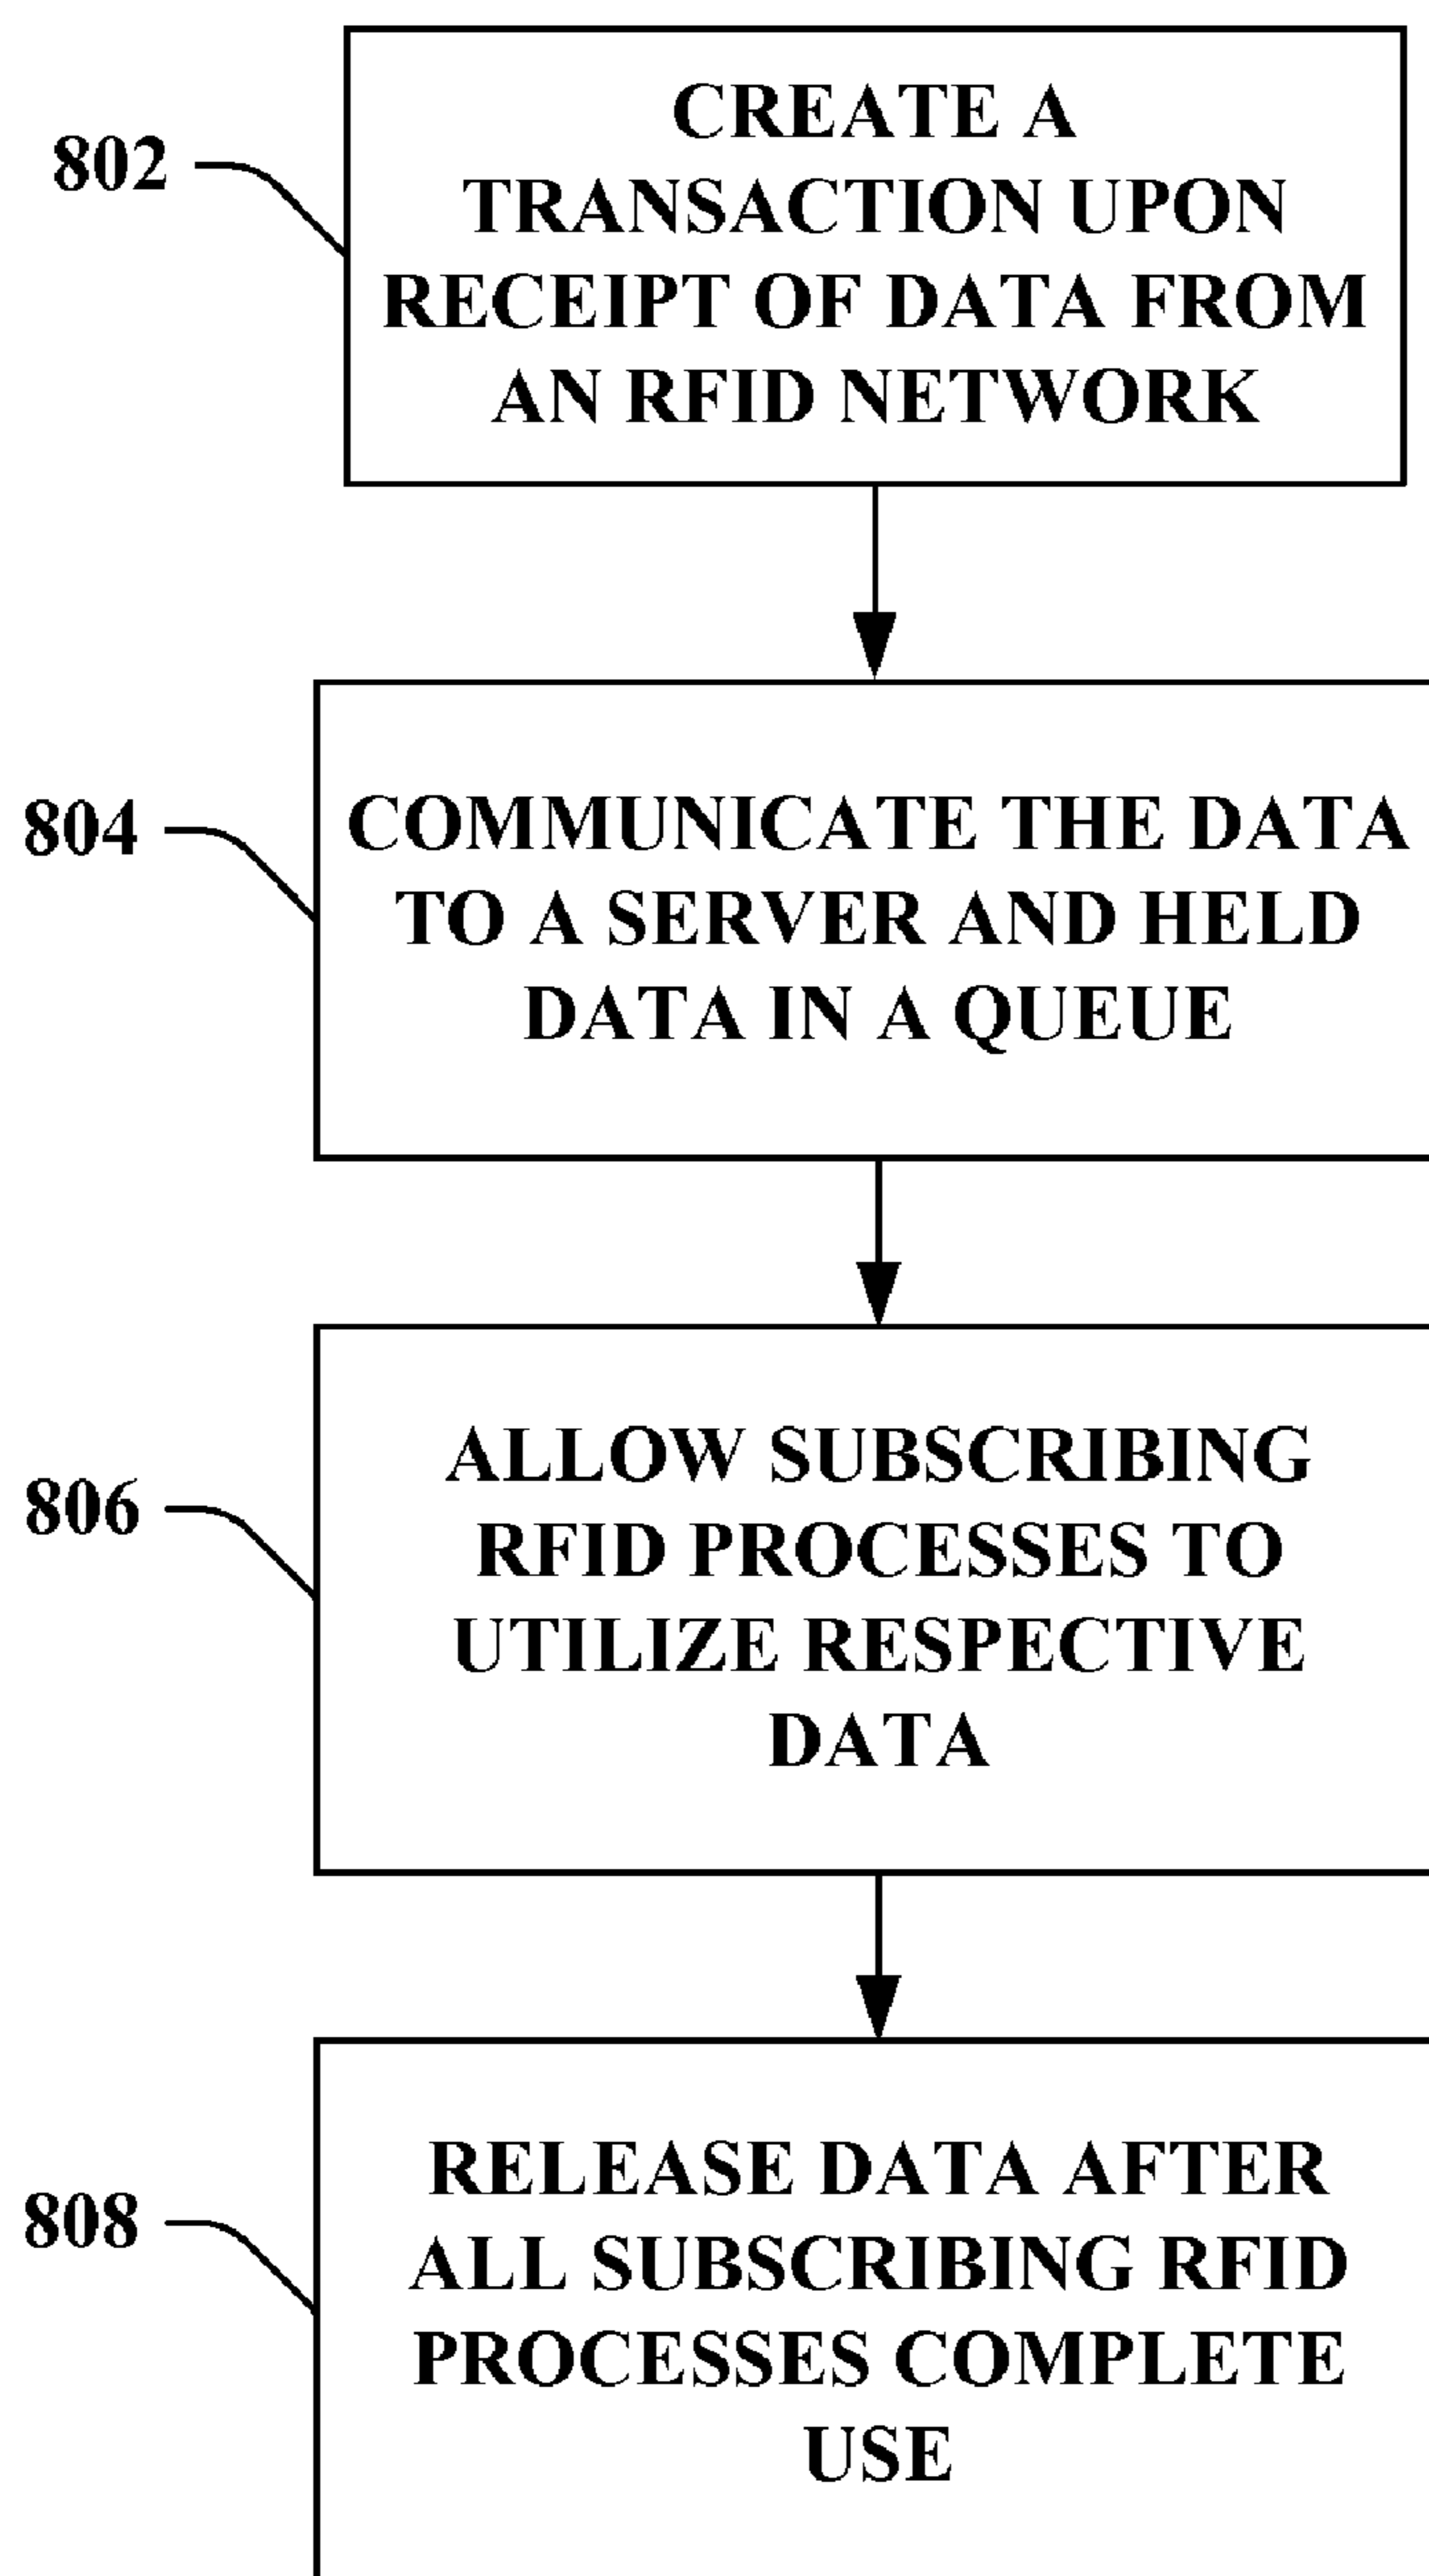 802
CREATE A
TRANSACTION UPON
RECEIPT OF DATA FROM
AN RFID NETWORK
804
COMMUNICATE THE DATA
TO A SERVER AND HELD
DATA IN A QUEUE
806
ALLOW SUBSCRIBING
RFID PROCESSES TO
UTILIZE RESPECTIVE
DATA
808
RELEASE DATA AFTER
ALL SUBSCRIBING RFID
PROCESSES COMPLETE
USE